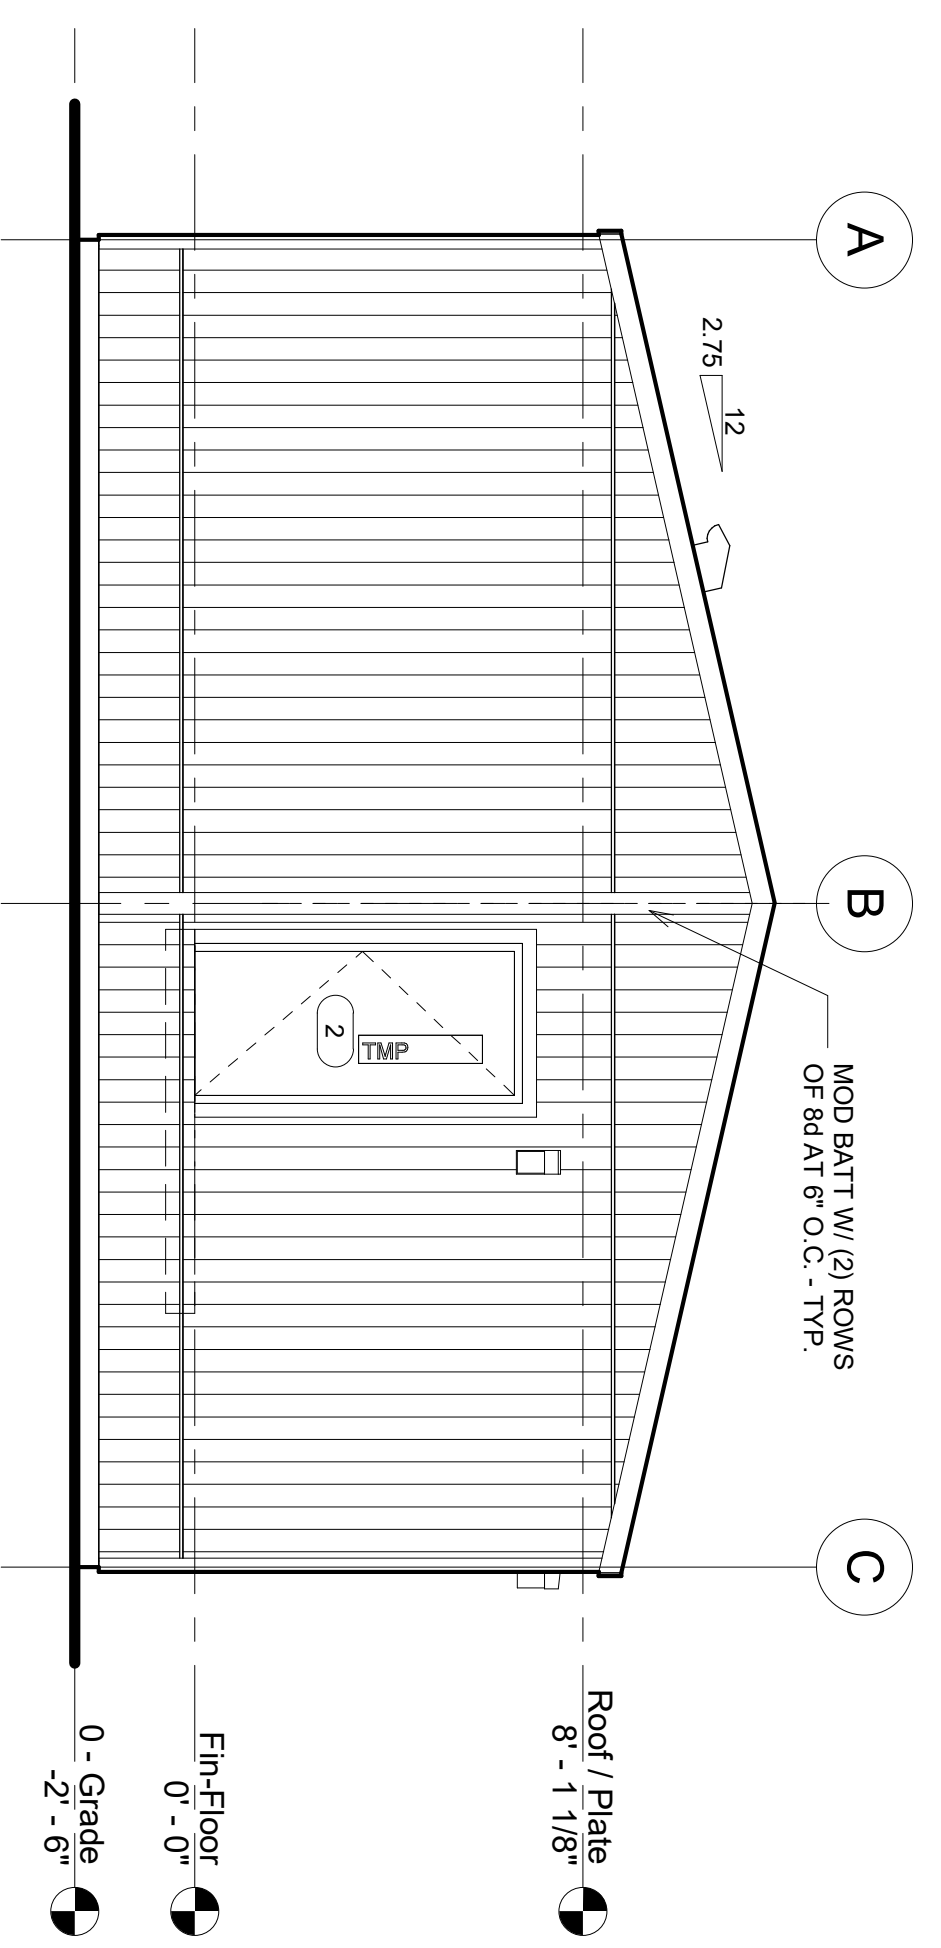 A
B
C
2.75
12
MOD BATT W/ (2) ROWS
OF 8d AT 6" O.C. - TYP.
2
TMP
Roof / Plate
8' - 1 1/8"
Fin-Floor
0' - 0"
0 - Grade
-2' - 6"